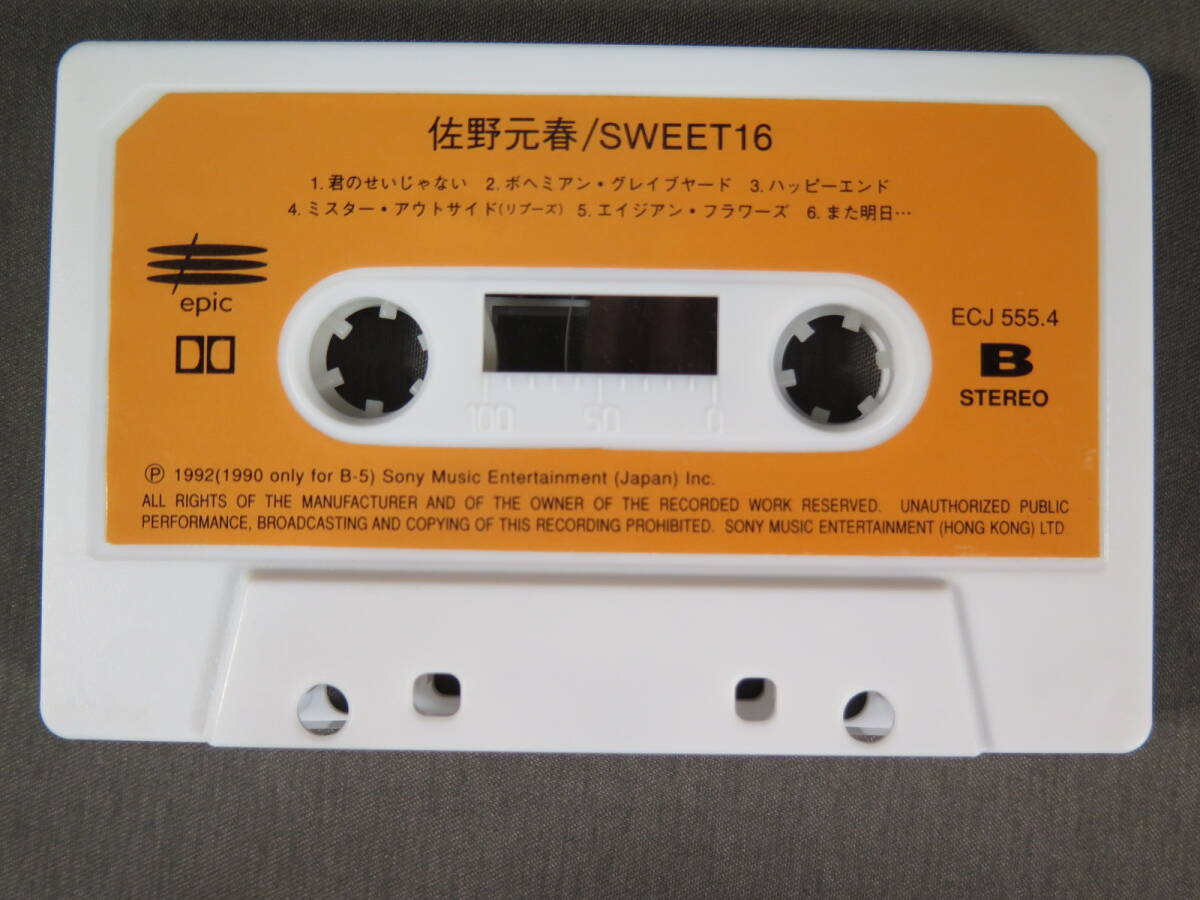 佐野元春/SWEET16
1. 君のせいじゃない 2. ボヘミアン・グレイブヤード 3. ハッピーエンド
4. ミスター・アウトサイド(リプーズ) 5. エイジアン・フラワーズ 6. また明日…
epic
ECJ 555.4
B
STEREO
100 50 0
Ⓟ 1992(1990 only for B-5) Sony Music Entertainment (Japan) Inc.
ALL RIGHTS OF THE MANUFACTURER AND OF THE OWNER OF THE RECORDED WORK RESERVED. UNAUTHORIZED PUBLIC
PERFORMANCE, BROADCASTING AND COPYING OF THIS RECORDING PROHIBITED. SONY MUSIC ENTERTAINMENT (HONG KONG) LTD.